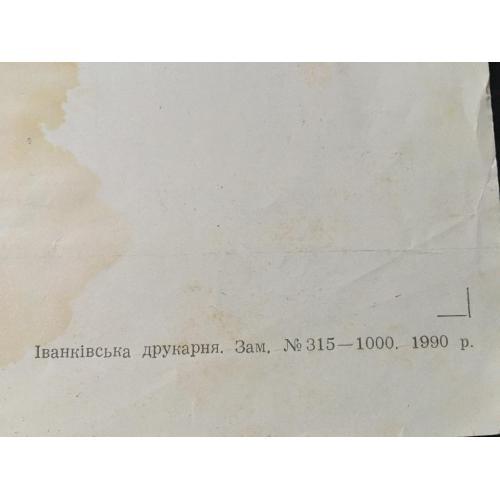 Іванківська друкарня. Зам. № 315—1000. 1990 р.